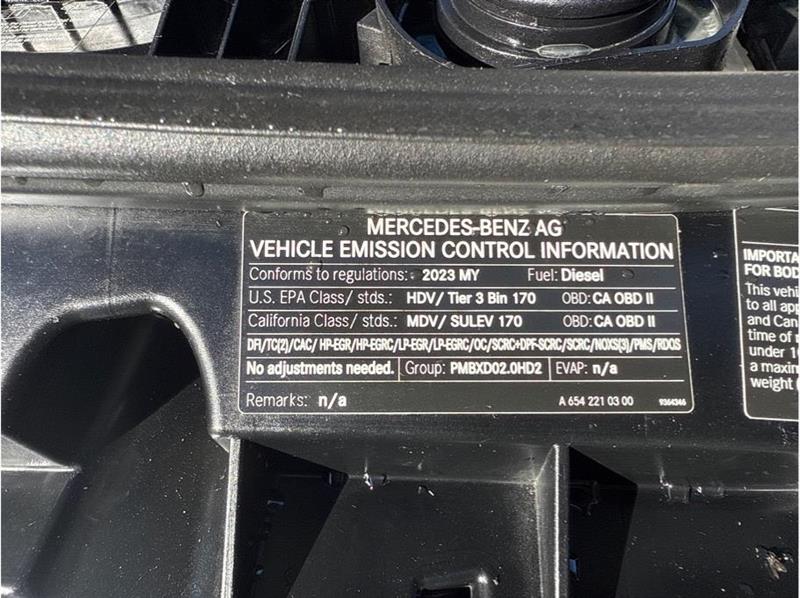 MERCEDES-BENZ AG
VEHICLE EMISSION CONTROL INFORMATION
Conforms to regulations: 2023 MY Fuel: Diesel
U.S. EPA Class/ stds.: HDV/ Tier 3 Bin 170 OBD: CA OBD II
California Class/ stds.: MDV/ SULEV 170 OBD: CA OBD II
DFI/TC(2)/CAC/ HP-EGR/HP-EGRC/LP-EGR/LP-EGRC/OC/SCRC+DPF-SCRC/SCRC/NOXS(3)/PMS/RDQS
No adjustments needed. Group: PMBXD02.0HD2 EVAP: n/a
Remarks: n/a A 654 221 03 00 9364346
IMPORTA
FOR BOD
This vehi
to all app
and Can
time of
under 10
a maxim
weight (